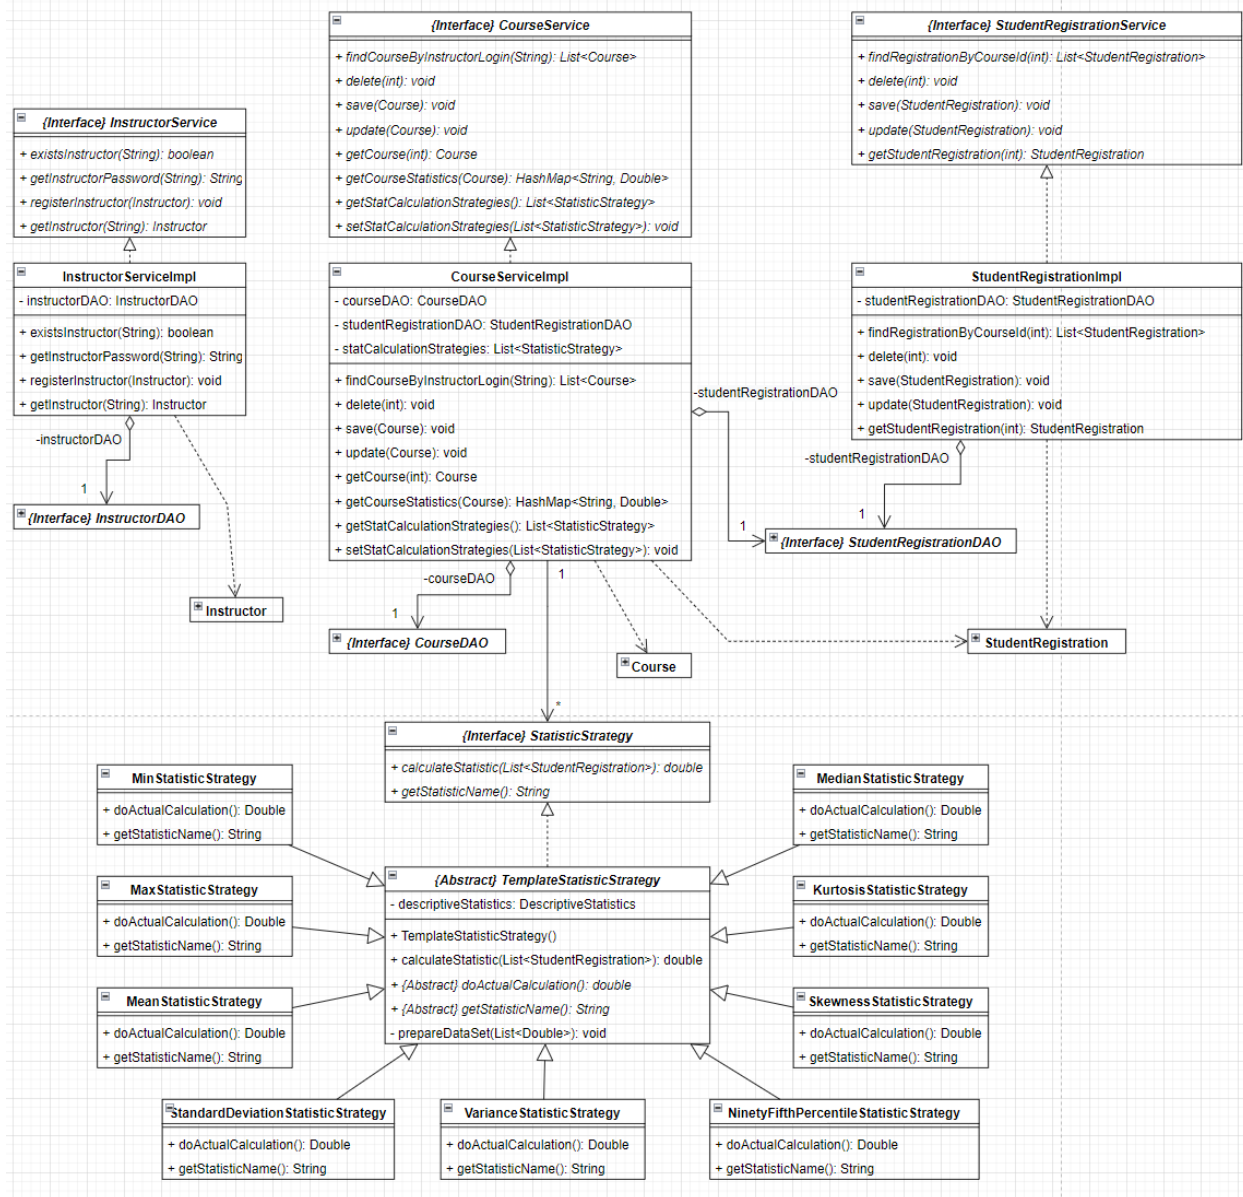 {Interface} CourseService
+ findCourseByInstructorLogin(String): List<Course>
+ delete(int): void
+ save(Course): void
+ update(Course): void
+ getCourse(int): Course
+ getCourseStatistics(Course): HashMap<String, Double>
+ getStatCalculationStrategies(): List<StatisticStrategy>
+ setStatCalculationStrategies(List<StatisticStrategy>): void
{Interface} StudentRegistrationService
+ findRegistrationByCourseId(int): List<StudentRegistration>
+ delete(int): void
+ save(StudentRegistration): void
+ update(StudentRegistration): void
+ getStudentRegistration(int): StudentRegistration
{Interface} InstructorService
+ existsInstructor(String): boolean
+ getInstructorPassword(String): String
+ registerInstructor(Instructor): void
+ getInstructor(String): Instructor
InstructorServiceImpl
- instructorDAO: InstructorDAO
+ existsInstructor(String): boolean
+ getInstructorPassword(String): String
+ registerInstructor(Instructor): void
+ getInstructor(String): Instructor
CourseServiceImpl
- courseDAO: CourseDAO
- studentRegistrationDAO: StudentRegistrationDAO
- statCalculationStrategies: List<StatisticStrategy>
+ findCourseByInstructorLogin(String): List<Course>
+ delete(int): void
+ save(Course): void
+ update(Course): void
+ getCourse(int): Course
+ getCourseStatistics(Course): HashMap<String, Double>
+ getStatCalculationStrategies(): List<StatisticStrategy>
+ setStatCalculationStrategies(List<StatisticStrategy>): void
StudentRegistrationImpl
- studentRegistrationDAO: StudentRegistrationDAO
+ findRegistrationByCourseId(int): List<StudentRegistration>
+ delete(int): void
+ save(StudentRegistration): void
+ update(StudentRegistration): void
+ getStudentRegistration(int): StudentRegistration
-studentRegistrationDAO
-instructorDAO
-studentRegistrationDAO
1
{Interface} InstructorDAO
1
1
{Interface} StudentRegistrationDAO
-courseDAO
1
Instructor
1
{Interface} CourseDAO
Course
StudentRegistration
*
{Interface} StatisticStrategy
+ calculateStatistic(List<StudentRegistration>): double
+ getStatisticName(): String
MinStatisticStrategy
+ doActualCalculation(): Double
+ getStatisticName(): String
MedianStatisticStrategy
+ doActualCalculation(): Double
+ getStatisticName(): String
{Abstract} TemplateStatisticStrategy
- descriptiveStatistics: DescriptiveStatistics
+ TemplateStatisticStrategy()
+ calculateStatistic(List<StudentRegistration>): double
+ {Abstract} doActualCalculation(): double
+ {Abstract} getStatisticName(): String
- prepareDataSet(List<Double>): void
MaxStatisticStrategy
+ doActualCalculation(): Double
+ getStatisticName(): String
KurtosisStatisticStrategy
+ doActualCalculation(): Double
+ getStatisticName(): String
MeanStatisticStrategy
+ doActualCalculation(): Double
+ getStatisticName(): String
SkewnessStatisticStrategy
+ doActualCalculation(): Double
+ getStatisticName(): String
StandardDeviationStatisticStrategy
+ doActualCalculation(): Double
+ getStatisticName(): String
VarianceStatisticStrategy
+ doActualCalculation(): Double
+ getStatisticName(): String
NinetyFifthPercentileStatisticStrategy
+ doActualCalculation(): Double
+ getStatisticName(): String